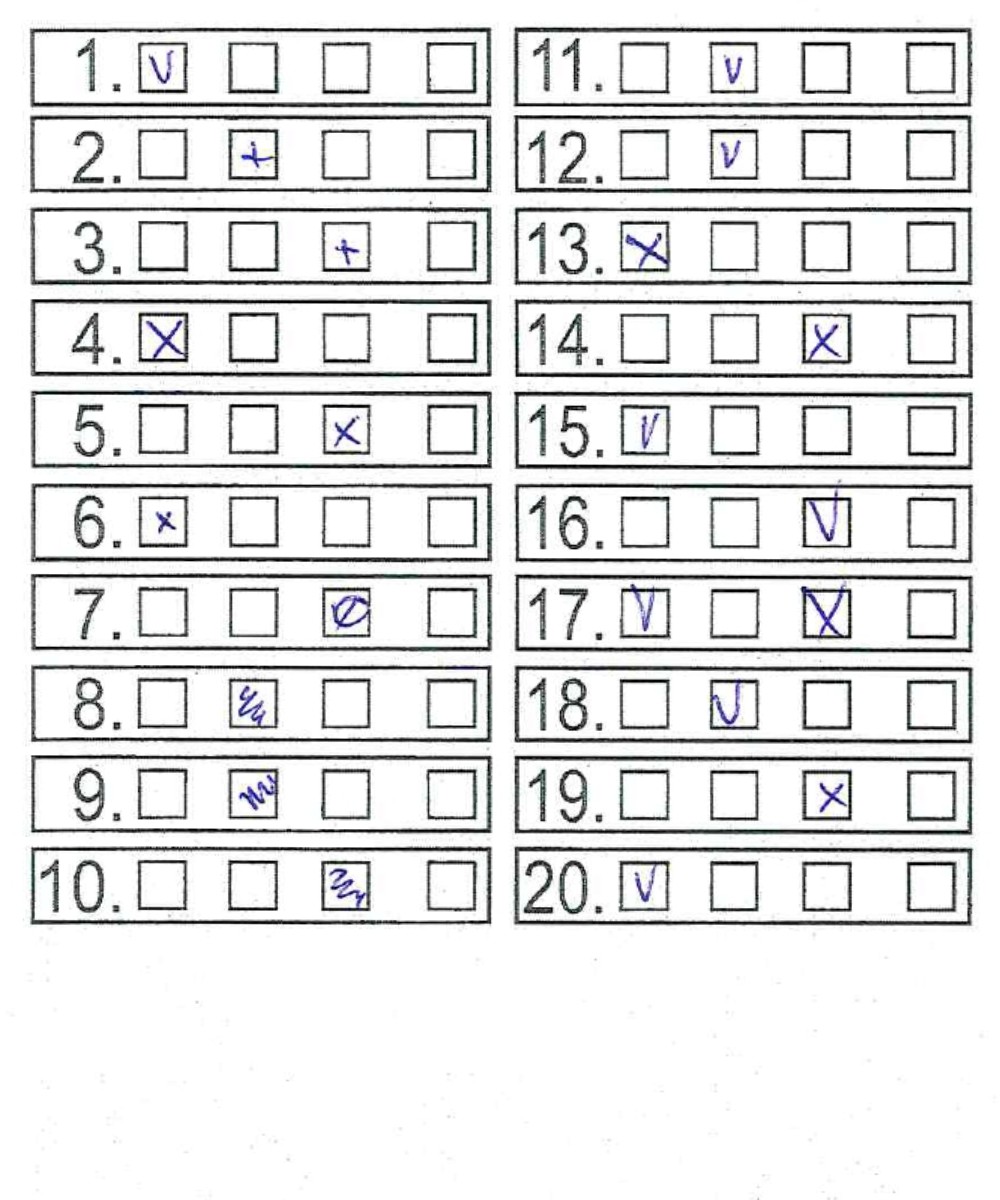 1. V
2. +
3. +
4. X
5. X
6. x
7.
8.
9.
10.
11. V
12. V
13. X
14. X
15. V
16. V
17. V X
18. V
19. X
20. V